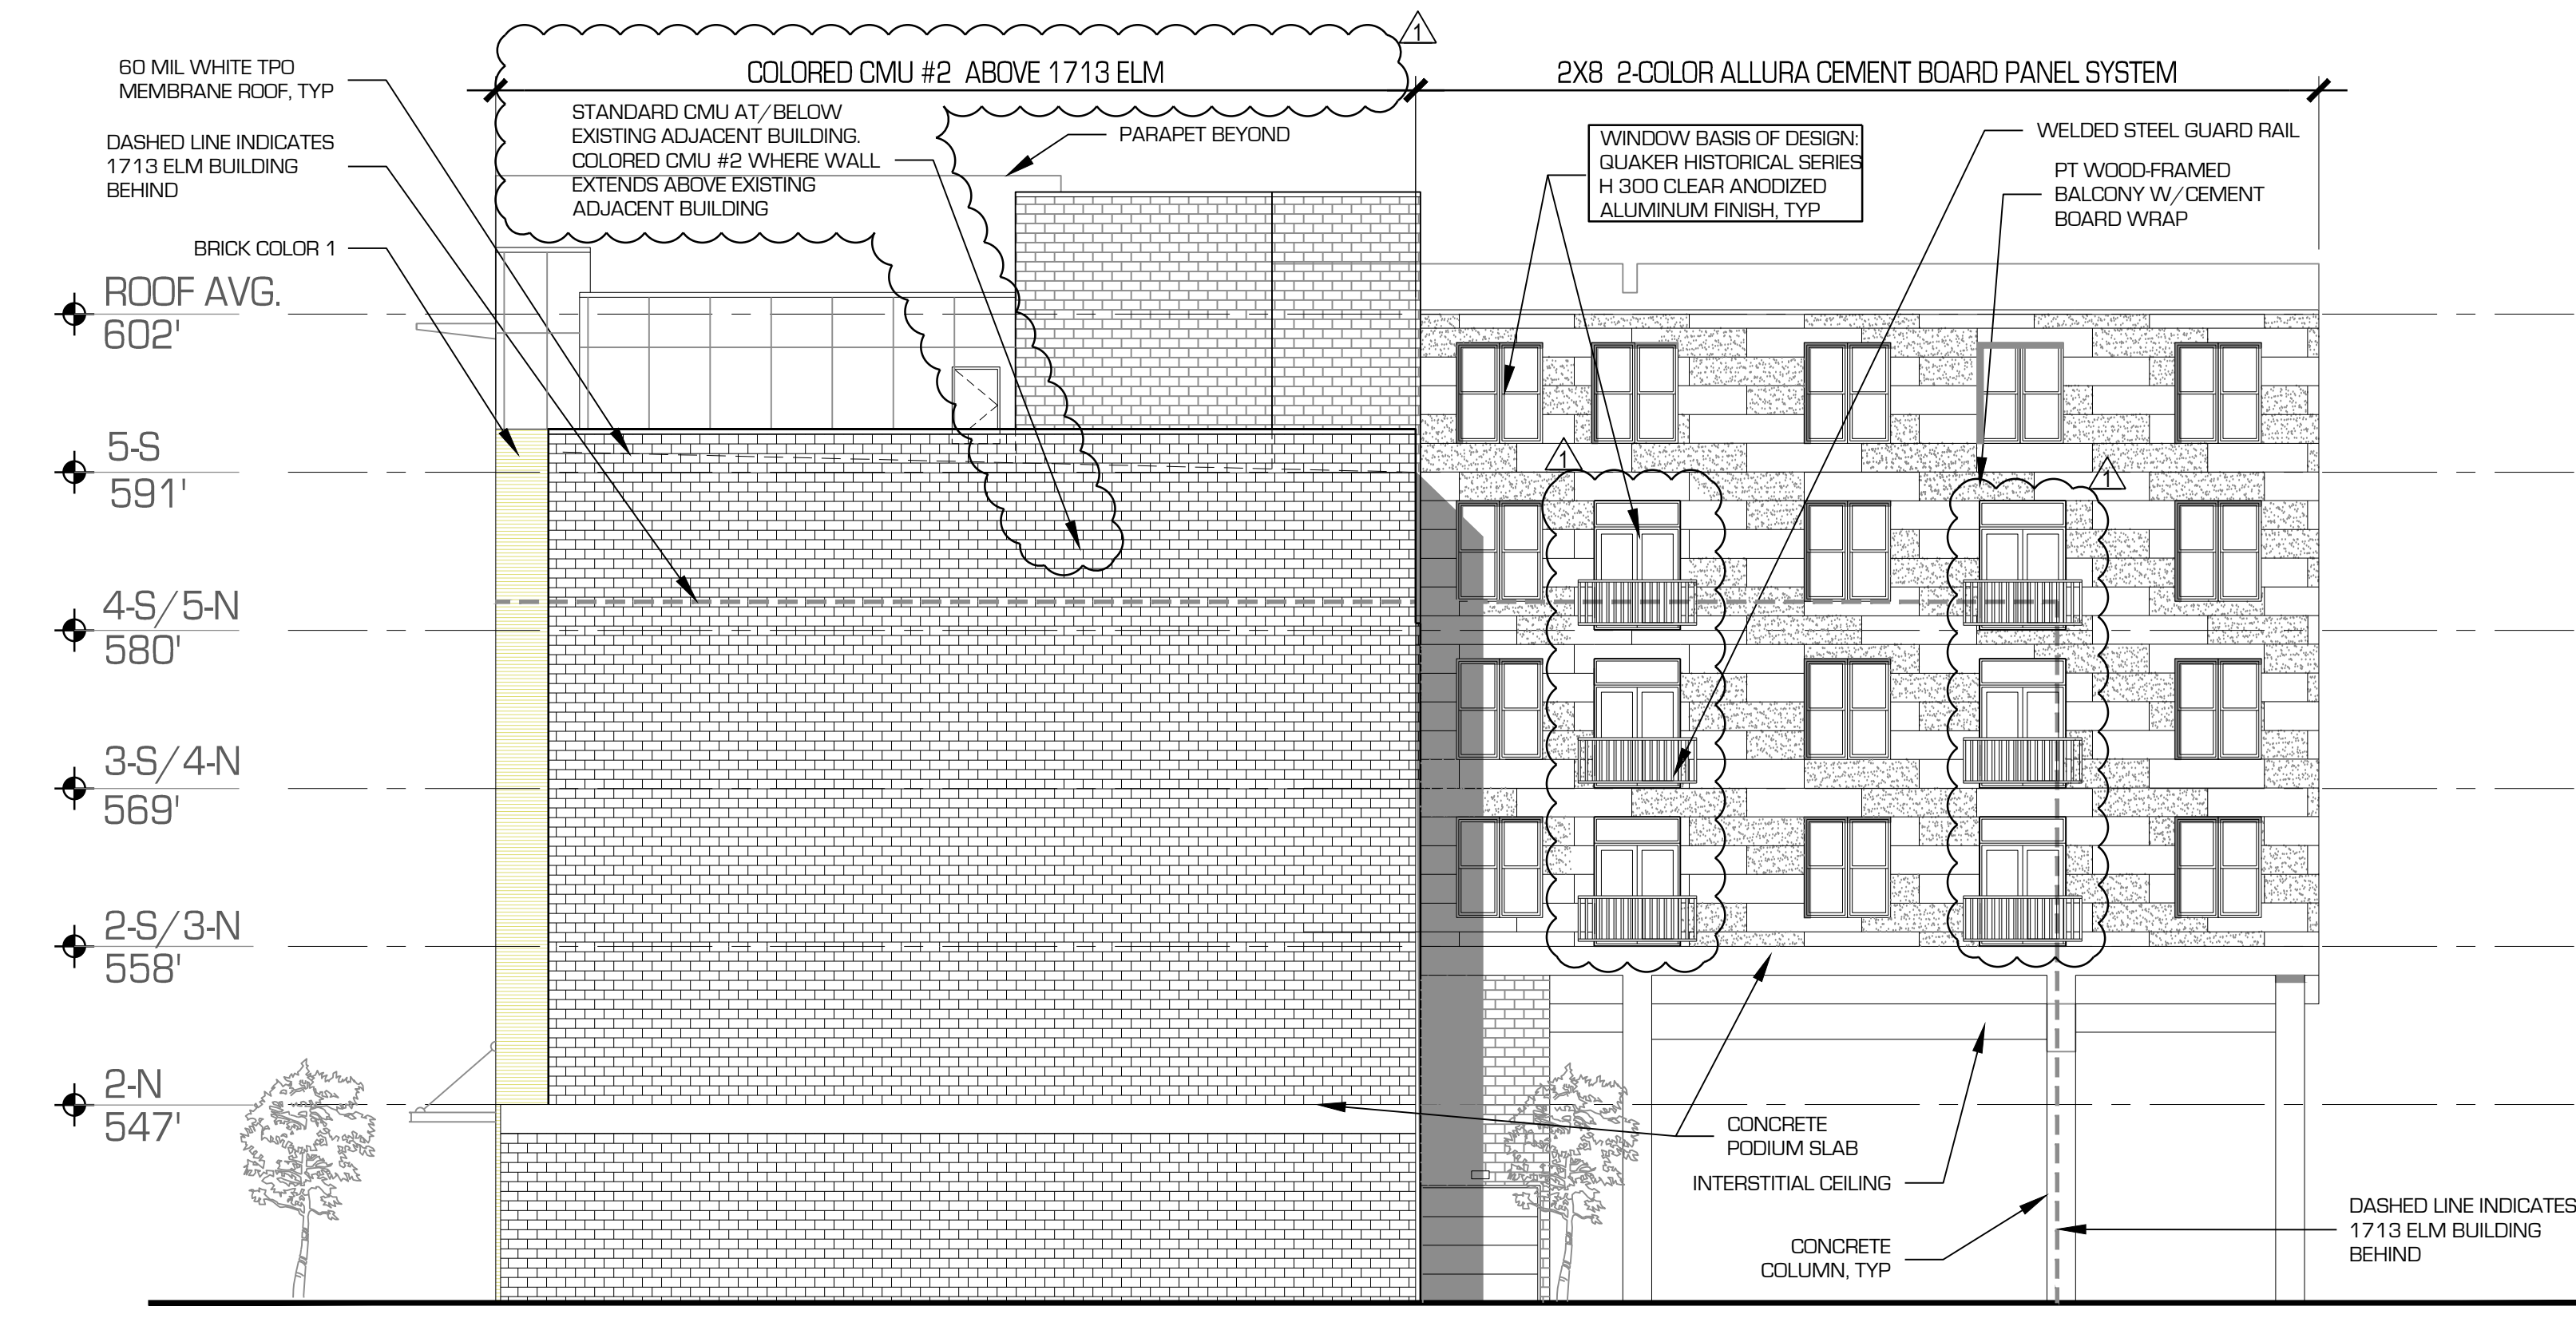 1
COLORED CMU #2 ABOVE 1713 ELM
2X8 2-COLOR ALLURA CEMENT BOARD PANEL SYSTEM
60 MIL WHITE TPO
MEMBRANE ROOF, TYP
DASHED LINE INDICATES
1713 ELM BUILDING
BEHIND
BRICK COLOR 1
STANDARD CMU AT/BELOW
EXISTING ADJACENT BUILDING.
COLORED CMU #2 WHERE WALL
EXTENDS ABOVE EXISTING
ADJACENT BUILDING
PARAPET BEYOND
WINDOW BASIS OF DESIGN:
QUAKER HISTORICAL SERIES
H 300 CLEAR ANODIZED
ALUMINUM FINISH, TYP
WELDED STEEL GUARD RAIL
PT WOOD-FRAMED
BALCONY W/CEMENT
BOARD WRAP
ROOF AVG.
602'
5-S
591'
1
1
4-S/5-N
580'
3-S/4-N
569'
2-S/3-N
558'
2-N
547'
CONCRETE
PODIUM SLAB
INTERSTITIAL CEILING
CONCRETE
COLUMN, TYP
DASHED LINE INDICATES
1713 ELM BUILDING
BEHIND